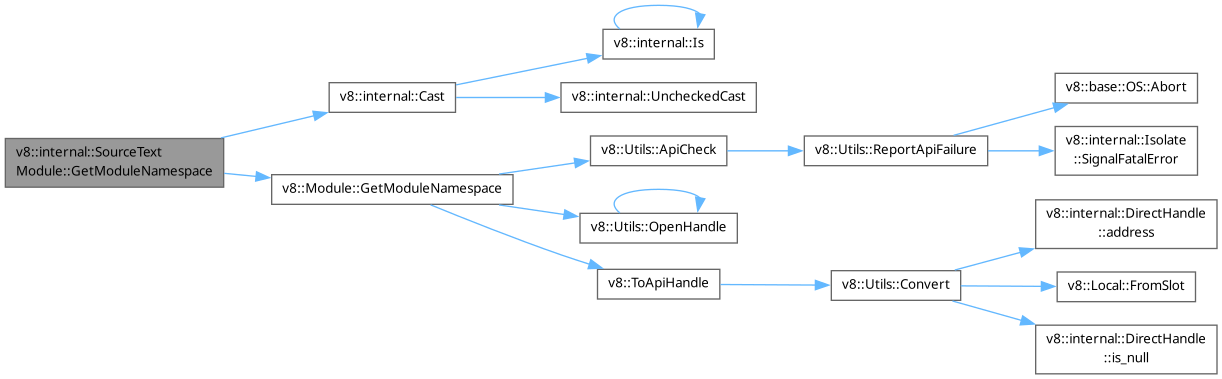 v8::internal::SourceText
Module::GetModuleNamespace
v8::internal::Cast
v8::internal::Is
v8::internal::UncheckedCast
v8::Module::GetModuleNamespace
v8::Utils::ApiCheck
v8::Utils::ReportApiFailure
v8::base::OS::Abort
v8::internal::Isolate
::SignalFatalError
v8::Utils::OpenHandle
v8::ToApiHandle
v8::Utils::Convert
v8::internal::DirectHandle
::address
v8::Local::FromSlot
v8::internal::DirectHandle
::is_null